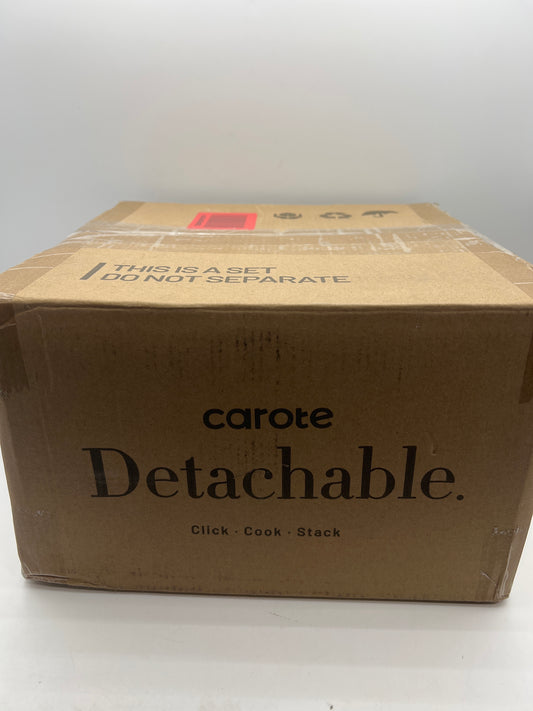 THIS IS A SET
DO NOT SEPARATE
carote
Detachable.
Click · Cook · Stack